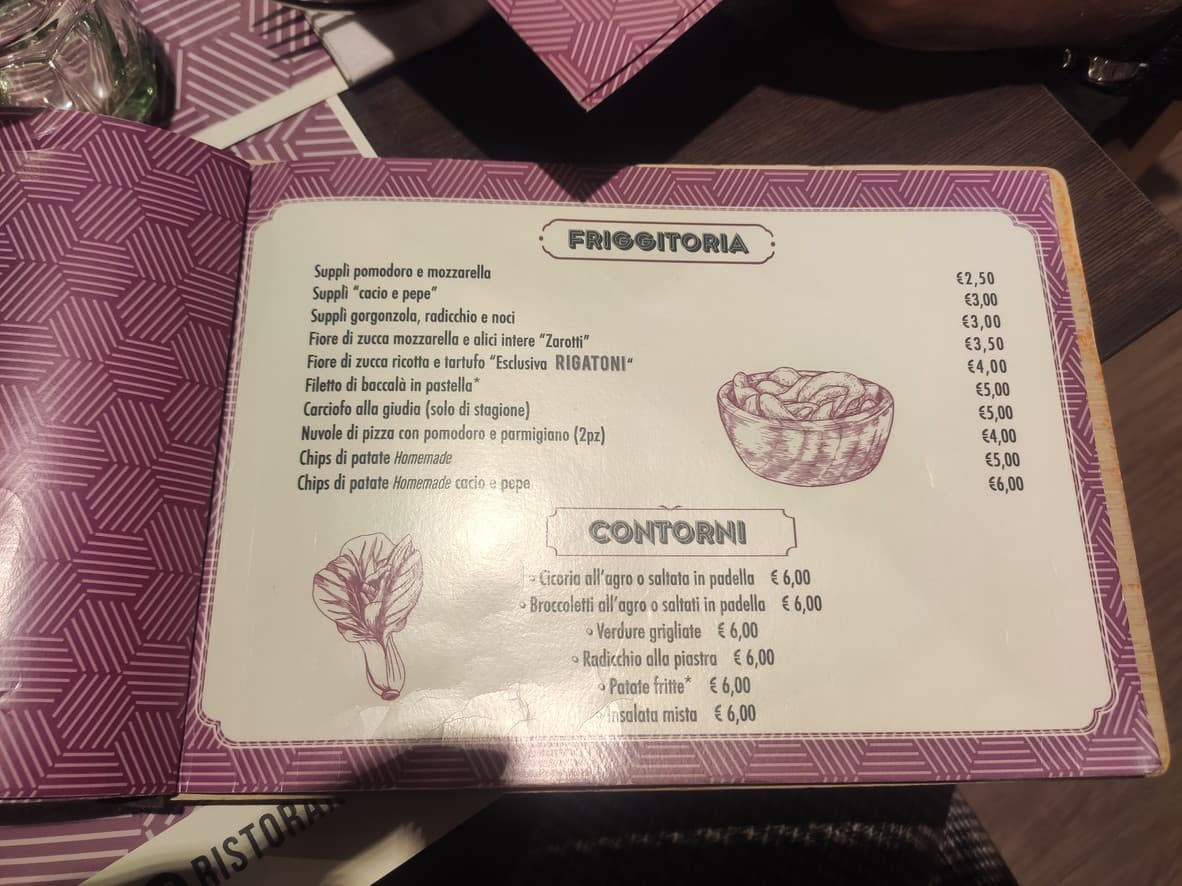 FRIGGITORIA
Supplì pomodoro e mozzarella €2,50
Supplì "cacio e pepe" €3,00
Supplì gorgonzola, radicchio e noci €3,00
Fiore di zucca mozzarella e alici intere "Zarotti" €3,50
Fiore di zucca ricotta e tartufo "Esclusiva RIGATONI" €4,00
Filetto di baccalà in pastella* €5,00
Carciofo alla giudia (solo di stagione) €5,00
Nuvole di pizza con pomodoro e parmigiano (2pz) €4,00
Chips di patate Homemade €5,00
Chips di patate Homemade cacio e pepe €6,00
CONTORNI
Cicoria all'agro o saltata in padella € 6,00
Broccoletti all'agro o saltati in padella € 6,00
Verdure grigliate € 6,00
Radicchio alla piastra € 6,00
Patate fritte* € 6,00
Insalata mista € 6,00